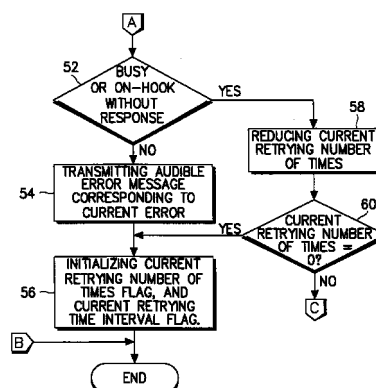 A
52
BUSY
OR ON-HOOK
WITHOUT
RESPONSE
YES
58
REDUCING CURRENT
RETRYING NUMBER
OF TIMES
NO
54
TRANSMITTING AUDIBLE
ERROR MESSAGE
CORRESPONDING TO
CURRENT ERROR
60
CURRENT
RETRYING NUMBER
OF TIMES =
0?
YES
NO
C
56
INITIALIZING CURRENT
RETRYING NUMBER OF
TIMES FLAG, AND
CURRENT RETRYING
TIME INTERVAL FLAG.
B
END